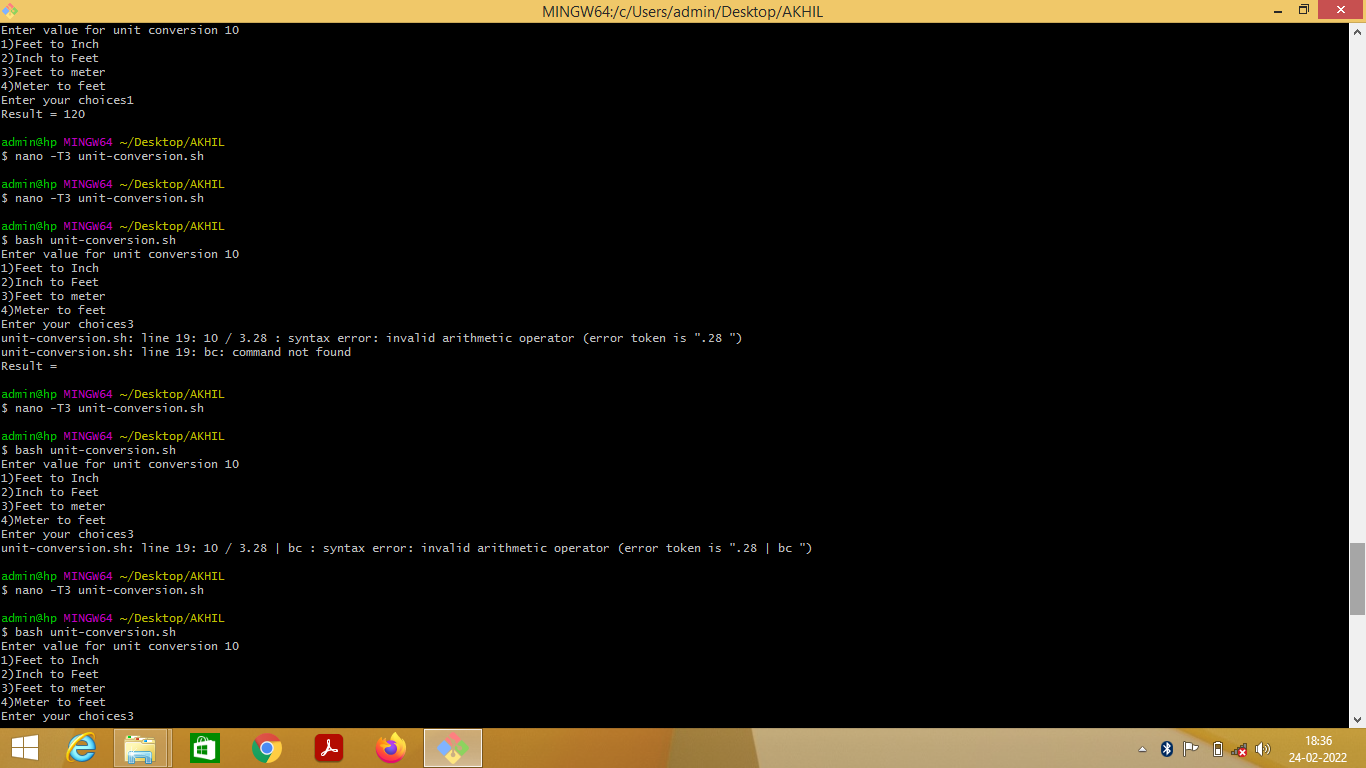 MINGW64:/c/Users/admin/Desktop/AKHIL
Enter value for unit conversion 10
1)Feet to Inch
2)Inch to Feet
3)Feet to meter
4)Meter to feet
Enter your choices1
Result = 120
admin@hp MINGW64 ~/Desktop/AKHIL
$ nano -T3 unit-conversion.sh
admin@hp MINGW64 ~/Desktop/AKHIL
$ nano -T3 unit-conversion.sh
admin@hp MINGW64 ~/Desktop/AKHIL
$ bash unit-conversion.sh
Enter value for unit conversion 10
1)Feet to Inch
2)Inch to Feet
3)Feet to meter
4)Meter to feet
Enter your choices3
unit-conversion.sh: line 19: 10 / 3.28 : syntax error: invalid arithmetic operator (error token is ".28 ")
unit-conversion.sh: line 19: bc: command not found
Result =
admin@hp MINGW64 ~/Desktop/AKHIL
$ nano -T3 unit-conversion.sh
admin@hp MINGW64 ~/Desktop/AKHIL
$ bash unit-conversion.sh
Enter value for unit conversion 10
1)Feet to Inch
2)Inch to Feet
3)Feet to meter
4)Meter to feet
Enter your choices3
unit-conversion.sh: line 19: 10 / 3.28 | bc : syntax error: invalid arithmetic operator (error token is ".28 | bc ")
admin@hp MINGW64 ~/Desktop/AKHIL
$ nano -T3 unit-conversion.sh
admin@hp MINGW64 ~/Desktop/AKHIL
$ bash unit-conversion.sh
Enter value for unit conversion 10
1)Feet to Inch
2)Inch to Feet
3)Feet to meter
4)Meter to feet
Enter your choices3
18:36
24-02-2022